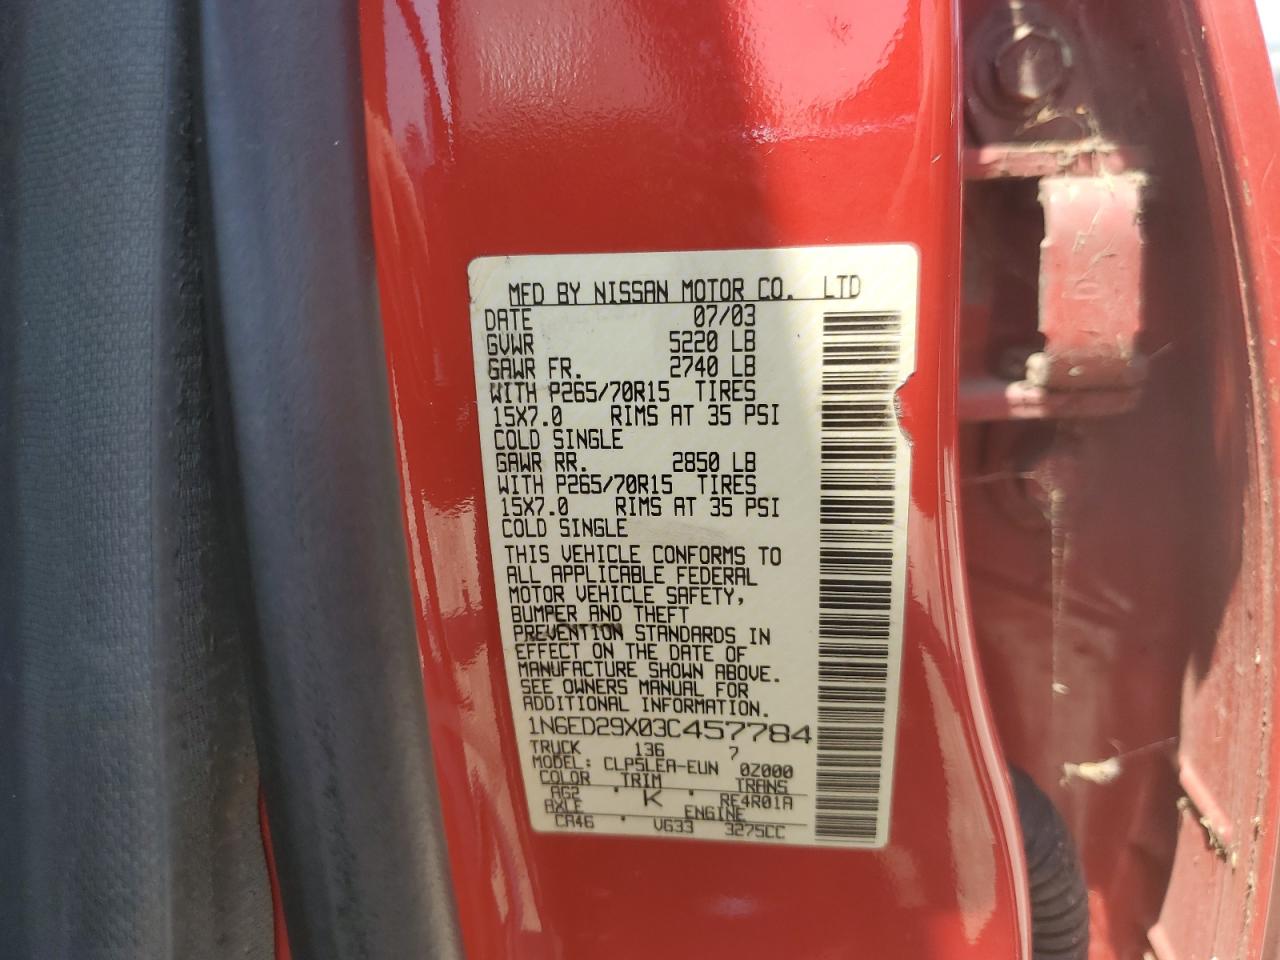 MFD BY NISSAN MOTOR CO. LTD
DATE 07/03
GVWR 5220 LB
GAWR FR. 2740 LB
WITH P265/70R15 TIRES
15X7.0 RIMS AT 35 PSI
COLD SINGLE
GAWR RR. 2850 LB
WITH P265/70R15 TIRES
15X7.0 RIMS AT 35 PSI
COLD SINGLE
THIS VEHICLE CONFORMS TO
ALL APPLICABLE FEDERAL
MOTOR VEHICLE SAFETY,
BUMPER AND THEFT
PREVENTION STANDARDS IN
EFFECT ON THE DATE OF
MANUFACTURE SHOWN ABOVE.
SEE OWNERS MANUAL FOR
ADDITIONAL INFORMATION.
1N6ED29X03C457784
TRUCK 136 7
MODEL: CLP5LEA-EUN 0Z000
COLOR TRIM TRANS
AG2 · K · RE4R01A
AXLE ENGINE
CA46 · VG33 3275CC